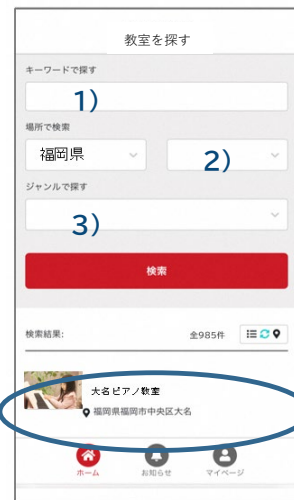 教室を探す
キーワードで探す
1)
場所で検索
福岡県
2)
ジャンルで探す
3)
検索
検索結果: 全985件
大名ピアノ教室
福岡県福岡市中央区大名
ホーム お知らせ マイページ